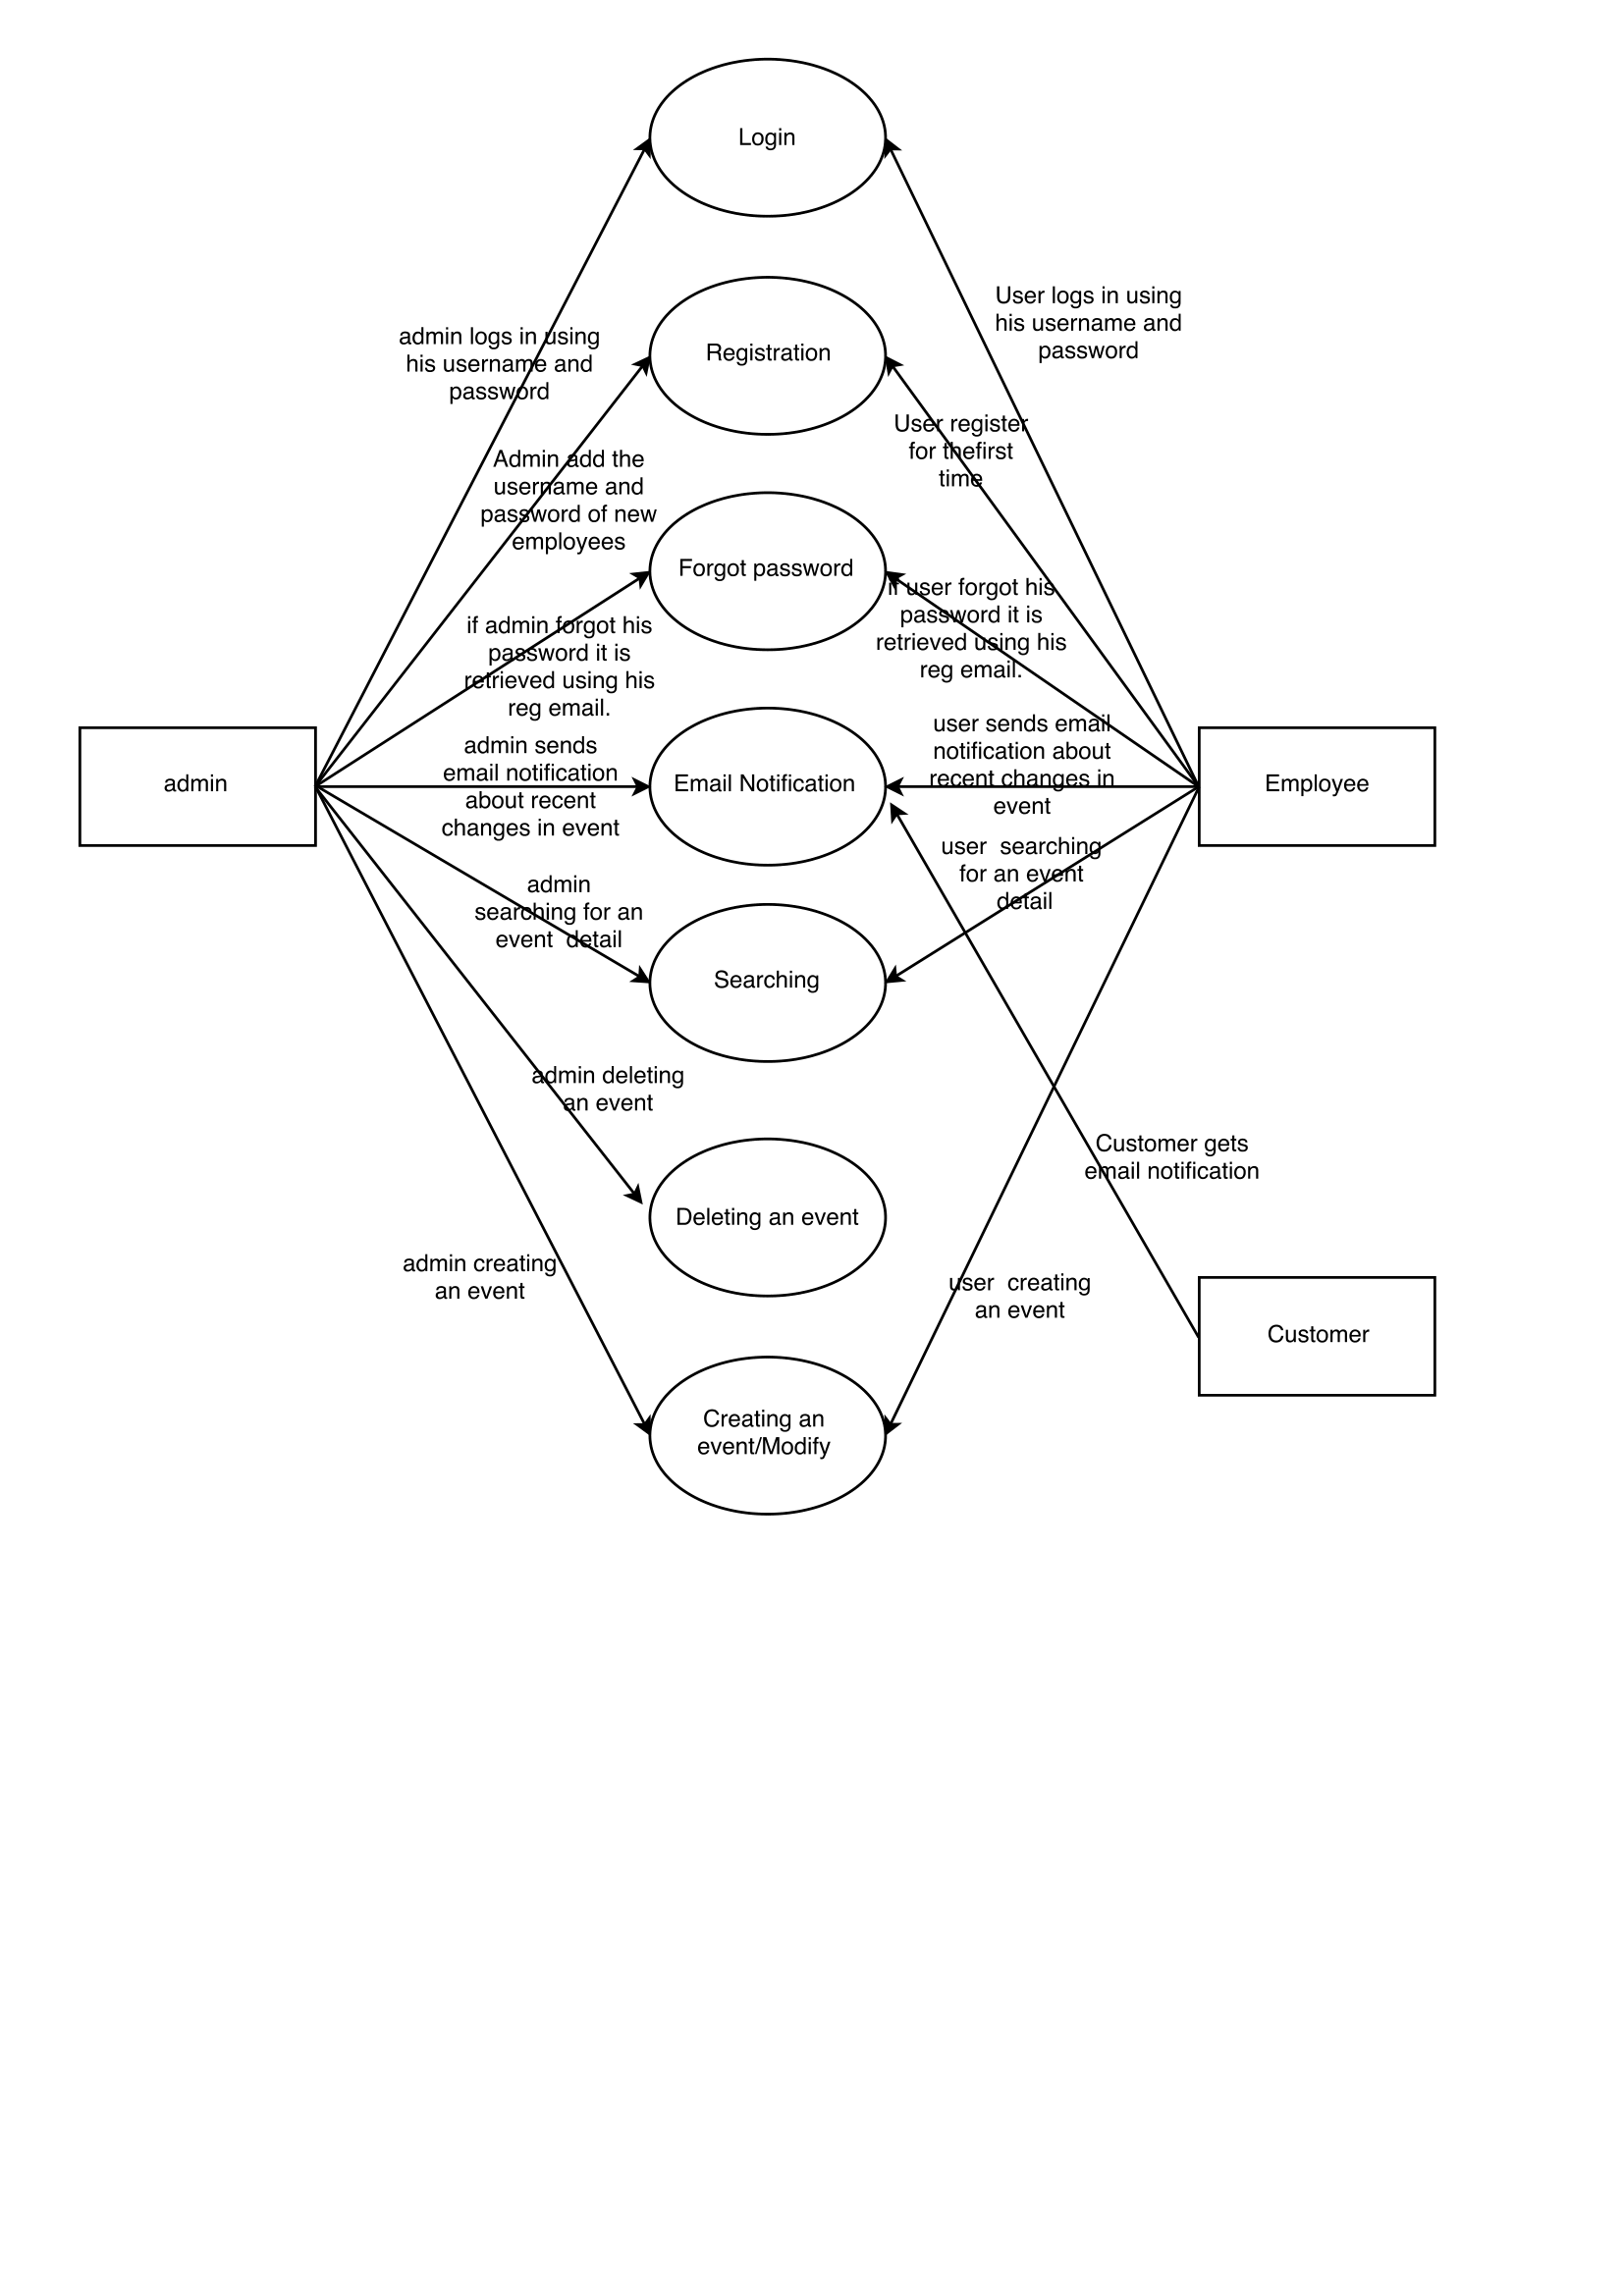 Login
User logs in using
his username and
password
admin logs in using
his username and
password
Registration
User register
for thefirst
time
Admin add the
username and
password of new
employees
Forgot password
if user forgot his
password it is
retrieved using his
reg email.
if admin forgot his
password it is
retrieved using his
reg email.
admin
admin sends
email notification
about recent
changes in event
Email Notification
user sends email
notification about
recent changes in
event
Employee
user  searching
for an event
detail
admin
searching for an
event  detail
Searching
admin deleting
an event
Customer gets
email notification
Deleting an event
admin creating
an event
user  creating
an event
Customer
Creating an
event/Modify